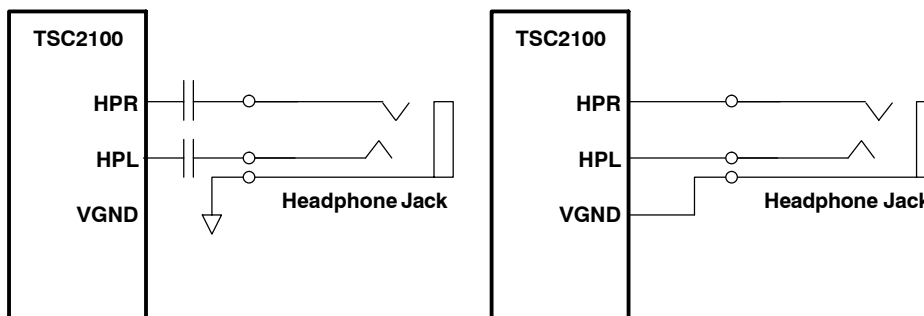 TSC2100
HPR
HPL
VGND
Headphone Jack
TSC2100
HPR
HPL
VGND
Headphone Jack